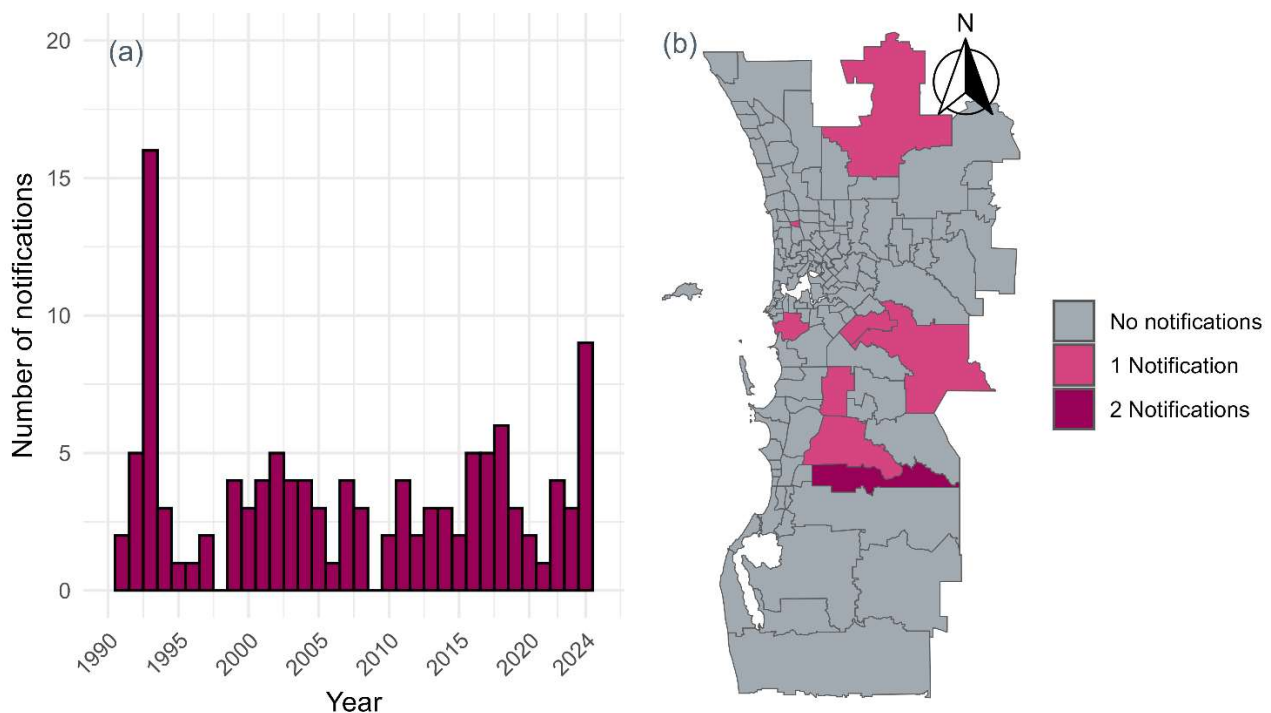 (a)
Number of notifications
20
15
10
5
0
1990
1995
2000
2005
2010
2015
2020
2024
Year
(b)
N
No notifications
1 Notification
2 Notifications